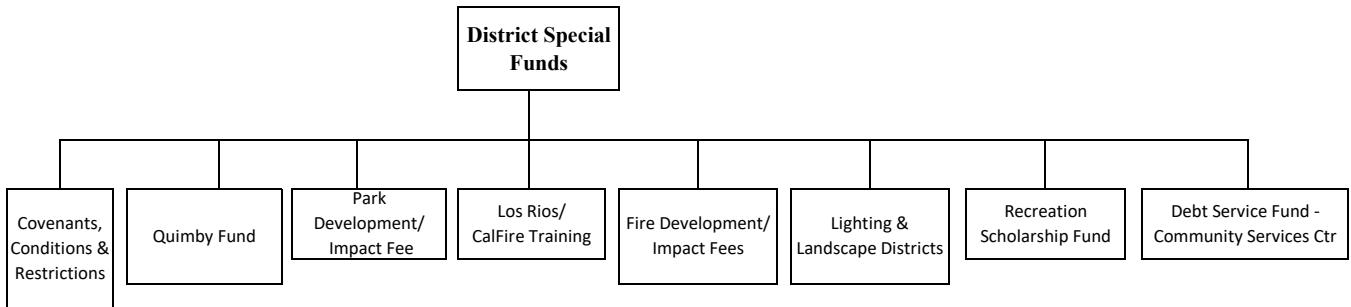 District Special
Funds
Covenants,
Conditions &
Restrictions
Quimby Fund
Park
Development/
Impact Fee
Los Rios/
CalFire Training
Fire Development/
Impact Fees
Lighting &
Landscape Districts
Recreation
Scholarship Fund
Debt Service Fund -
Community Services Ctr